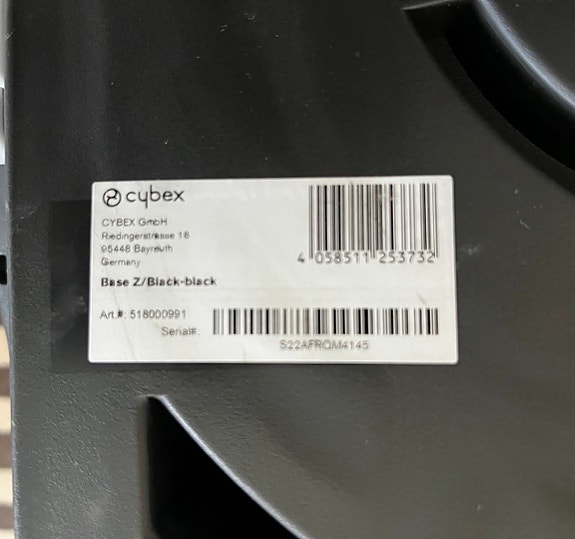 cybex
CYBEX GmbH
Riedingerstrasse 18
95448 Bayreuth
Germany
Base Z/Black-black
4 058511 253732
Art.#: 518000991
Serial#:
S22AFRQM4145